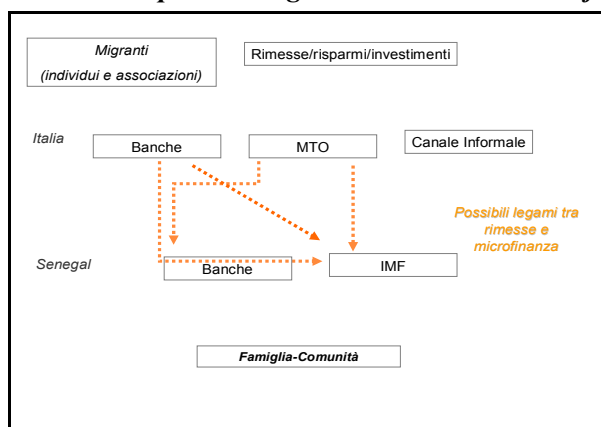 Migranti
(individui e associazioni)
Rimesse/risparmi/investimenti
Italia
Banche
MTO
Canale Informale
Possibili legami tra
rimesse e
microfinanza
Senegal
Banche
IMF
Famiglia-Comunità